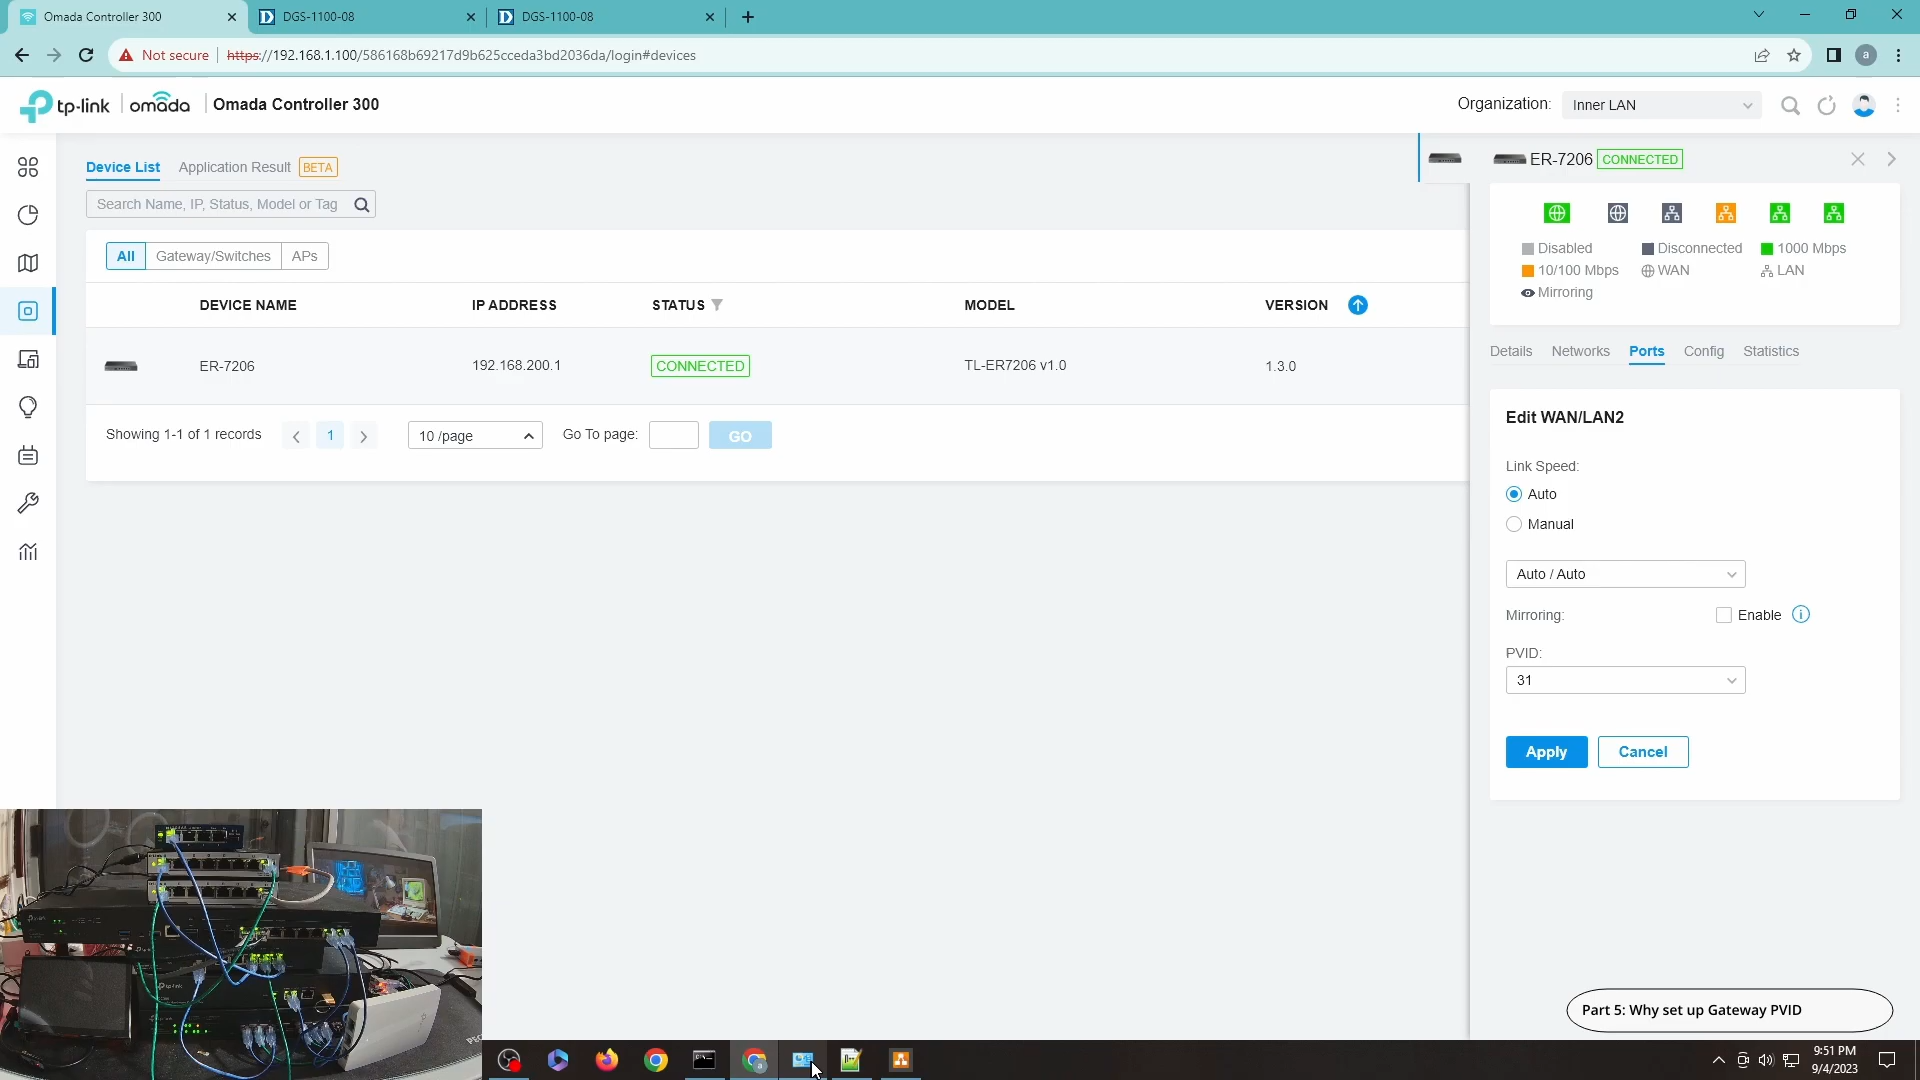 Omada Controller 300
DGS-1100-08
DGS-1100-08
Not secure
https://192.168.1.100/586168b69217d9b625cceda3bd2036da/login#devices
a
tp-link
omada
Omada Controller 300
Organization:
Inner LAN
Device List
Application Result
BETA
Search Name, IP, Status, Model or Tag
All
Gateway/Switches
APs
DEVICE NAME
IP ADDRESS
STATUS
MODEL
VERSION
ER-7206
192.168.200.1
CONNECTED
TL-ER7206 v1.0
1.3.0
Showing 1-1 of 1 records
1
10 /page
Go To page:
GO
ER-7206
CONNECTED
Disabled
Disconnected
1000 Mbps
10/100 Mbps
WAN
LAN
Mirroring
Details
Networks
Ports
Config
Statistics
Edit WAN/LAN2
Link Speed:
Auto
Manual
Auto / Auto
Mirroring:
Enable
PVID:
31
Apply
Cancel
tp-link
Part 5: Why set up Gateway PVID
9:51 PM
9/4/2023